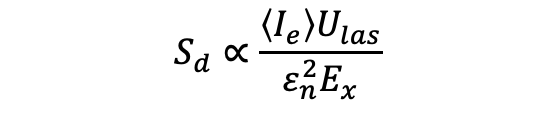 S_d ∝ ⟨I_e⟩U_las / ε_n^2 E_x